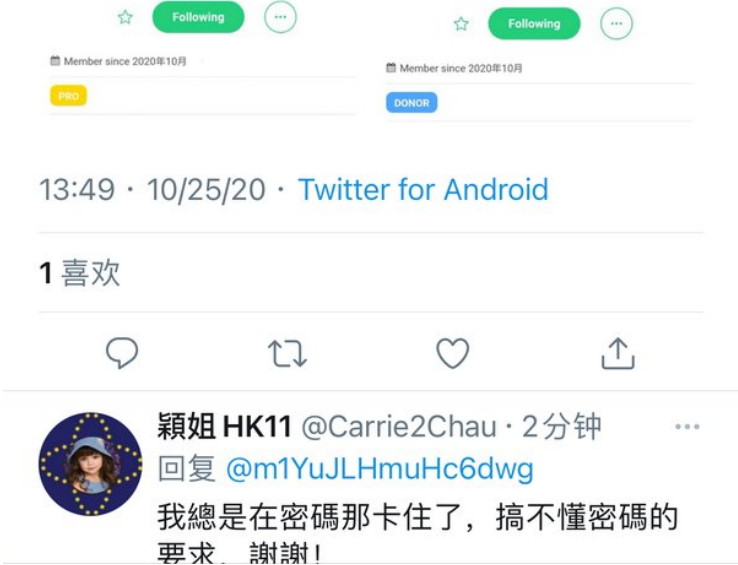 Following
Following
Member since 2020年10月
Member since 2020年10月
PRO
DONOR
13:49 · 10/25/20 · Twitter for Android
1 喜欢
穎姐 HK11 @Carrie2Chau · 2分钟
回复 @m1YuJLHmuHc6dwg
我總是在密碼那卡住了，搞不懂密碼的
要求，謝謝！